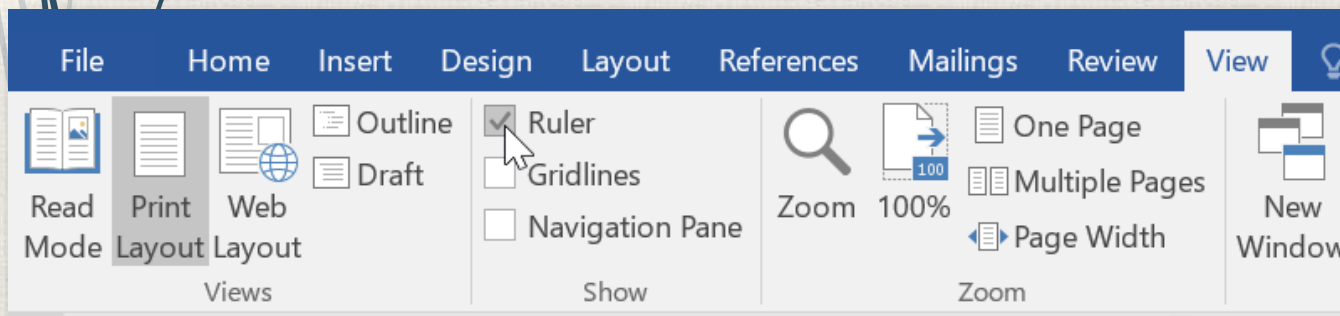 File Home Insert Design Layout References Mailings Review View
Outline
Draft
Read
Mode
Print
Layout
Web
Layout
Views
Ruler
Gridlines
Navigation Pane
Show
Zoom
100
100%
One Page
Multiple Pages
Page Width
Zoom
New
Window